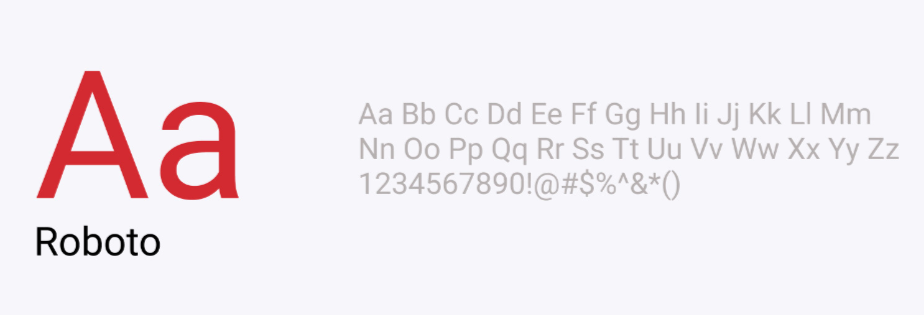 Aa
Roboto
Aa Bb Cc Dd Ee Ff Gg Hh Ii Jj Kk Ll Mm
Nn Oo Pp Qq Rr Ss Tt Uu Vv Ww Xx Yy Zz
1234567890!@#$%^&*()